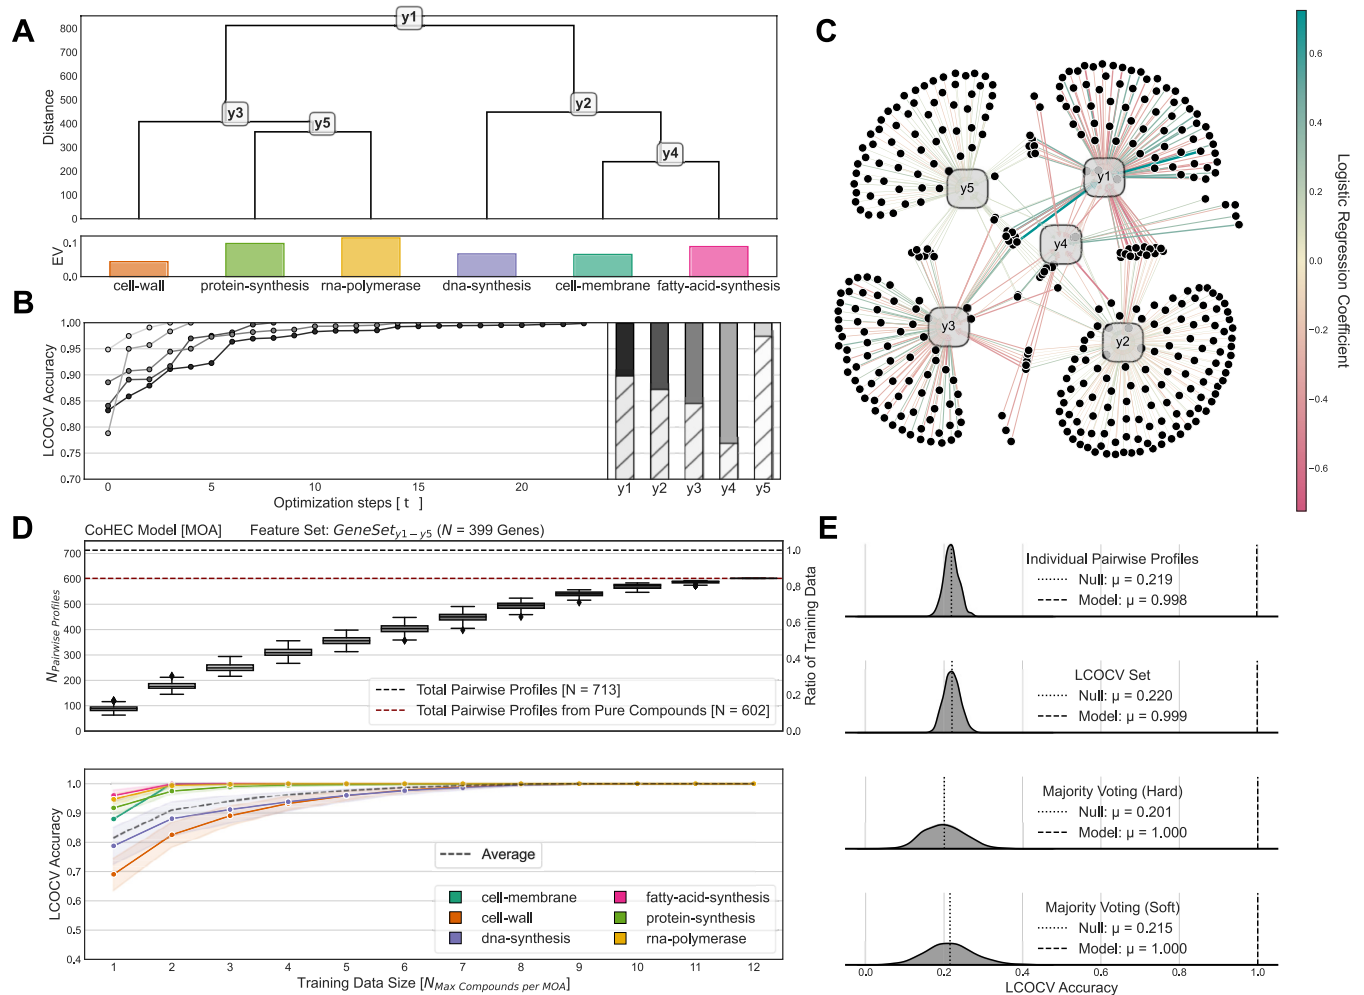 A
y1
y3
y5
y2
y4
Distance
800
700
600
500
400
300
200
100
0
EV
0.1
0.0
cell-wall
protein-synthesis
rna-polymerase
dna-synthesis
cell-membrane
fatty-acid-synthesis
B
LCOCV Accuracy
1.00
0.95
0.90
0.85
0.80
0.75
0.70
0 5 10 15 20
y1 y2 y3 y4 y5
Optimization steps [ t ]
C
y5
y1
y4
y3
y2
0.6
0.4
0.2
0.0
−0.2
−0.4
−0.6
Logistic Regression Coefficient
D
CoHEC Model [MOA] Feature Set: GeneSet y1−y5 (N = 399 Genes)
N Pairwise Profiles
700
600
500
400
300
200
100
0
1.0
0.8
0.6
0.4
0.2
0.0
Ratio of Training Data
Total Pairwise Profiles [N = 713]
Total Pairwise Profiles from Pure Compounds [N = 602]
LCOCV Accuracy
1.0
0.9
0.8
0.7
0.6
0.5
0.4
Average
cell-membrane
cell-wall
dna-synthesis
fatty-acid-synthesis
protein-synthesis
rna-polymerase
1 2 3 4 5 6 7 8 9 10 11 12
Training Data Size [N Max Compounds per MOA]
E
Individual Pairwise Profiles
Null: μ = 0.219
Model: μ = 0.998
LCOCV Set
Null: μ = 0.220
Model: μ = 0.999
Majority Voting (Hard)
Null: μ = 0.201
Model: μ = 1.000
Majority Voting (Soft)
Null: μ = 0.215
Model: μ = 1.000
0.0 0.2 0.4 0.6 0.8 1.0
LCOCV Accuracy